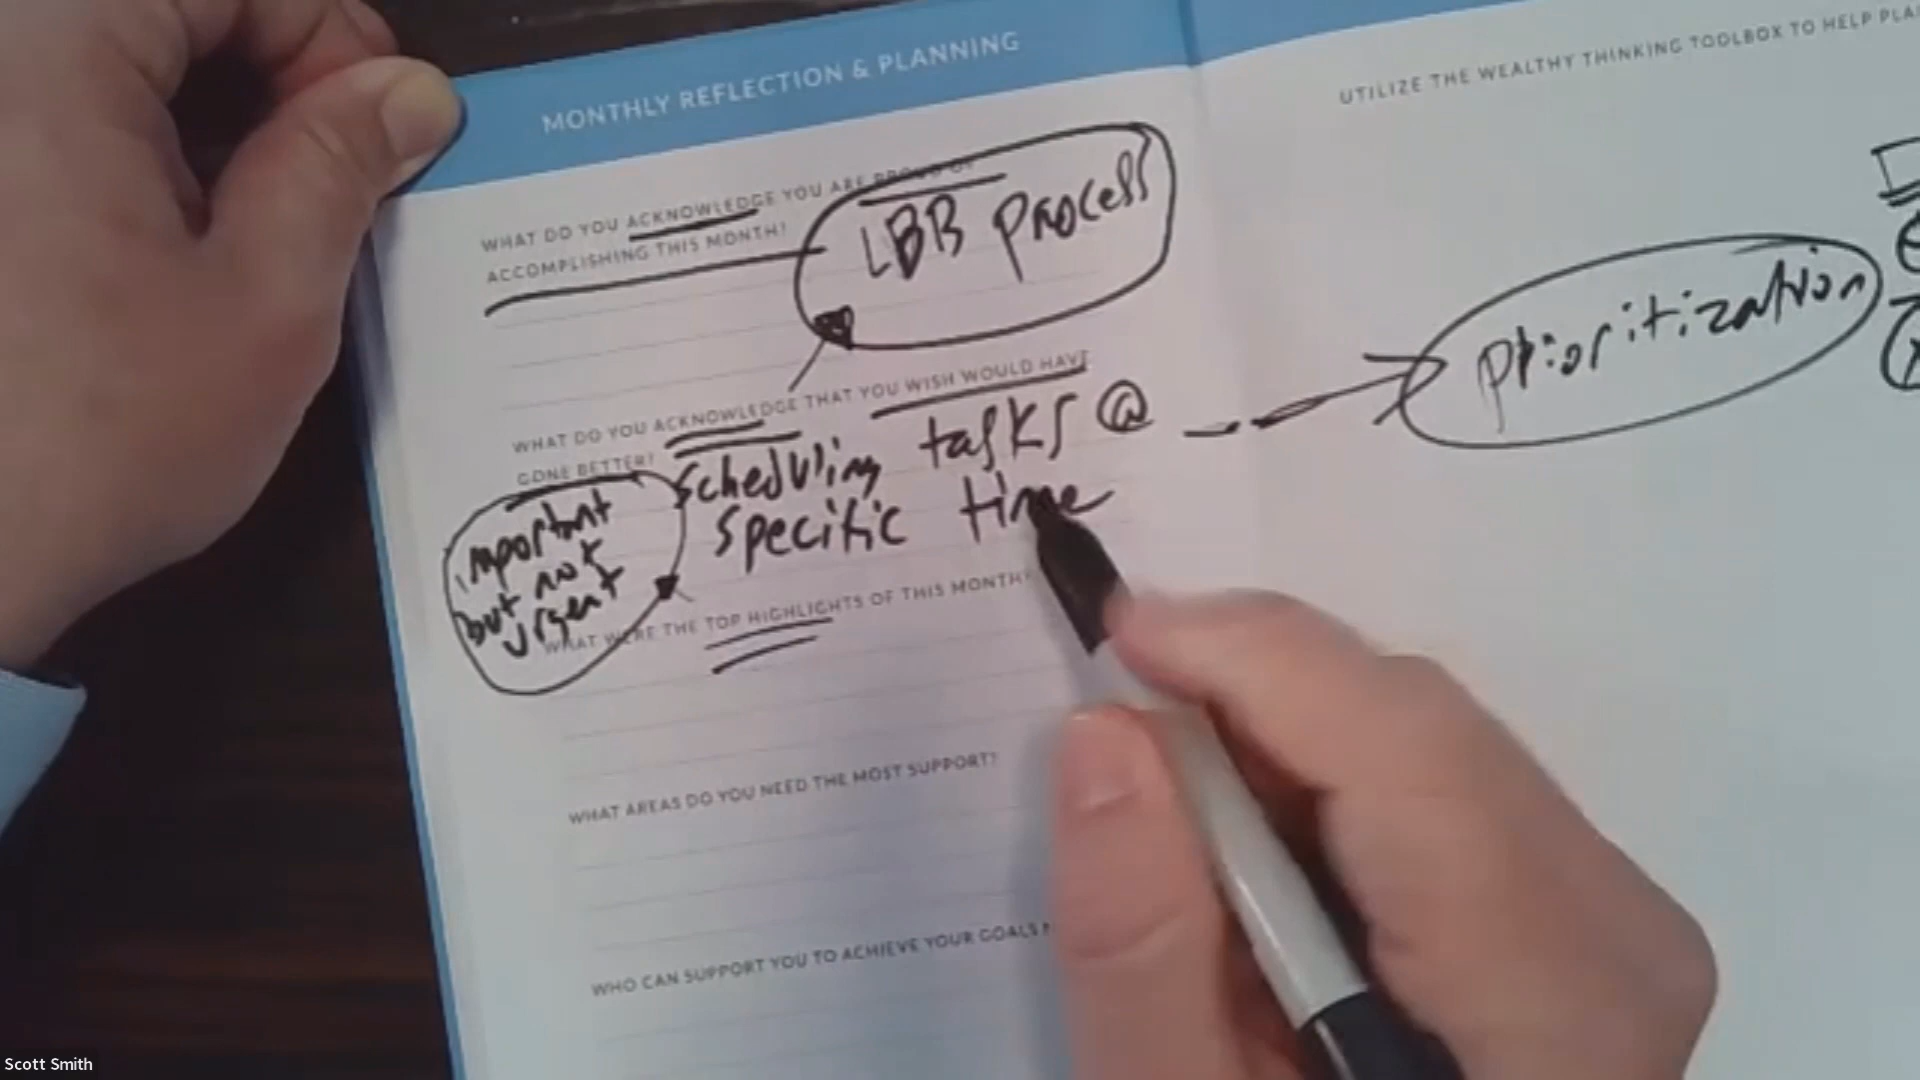 MONTHLY REFLECTION & PLANNING
UTILIZE THE WEALTHY THINKING TOOLBOX TO HELP PLA
WHAT DO YOU ACKNOWLEDGE YOU ARE PROUD OF
ACCOMPLISHING THIS MONTH?
LBB process
WHAT DO YOU ACKNOWLEDGE THAT YOU WISH WOULD HAVE
GONE BETTER?
scheduling tasks @
specific time
prioritization
important
but not
urgent
WHAT WERE THE TOP HIGHLIGHTS OF THIS MONTH?
WHAT AREAS DO YOU NEED THE MOST SUPPORT?
WHO CAN SUPPORT YOU TO ACHIEVE YOUR GOALS
Scott Smith